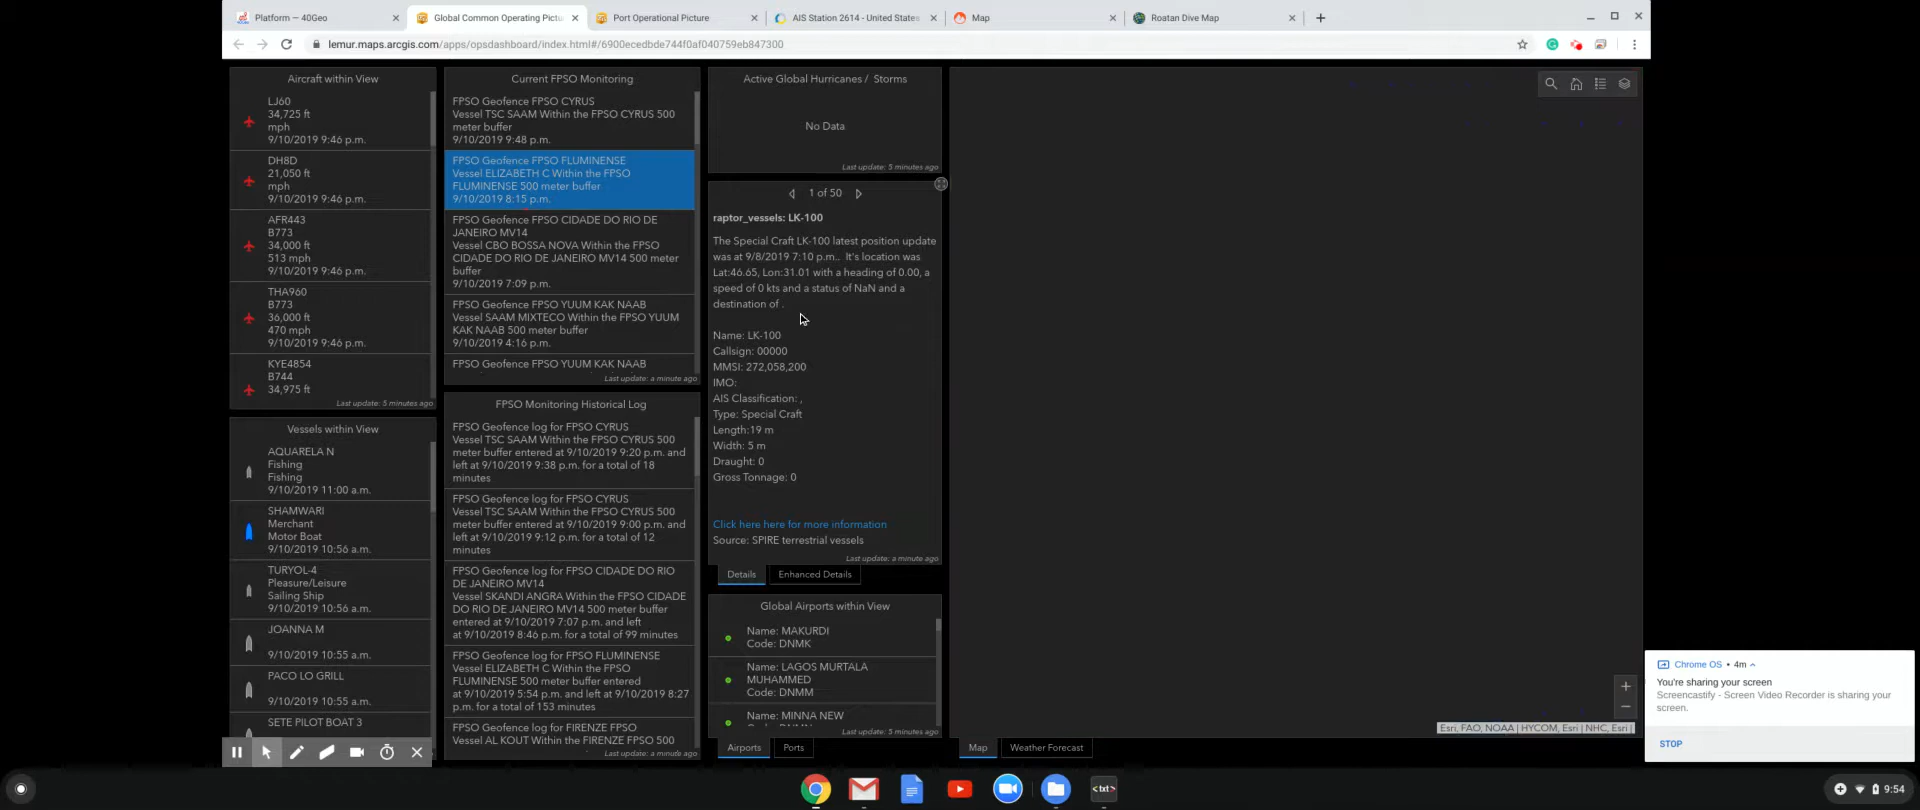 Platform – 40Geo
Global Common Operating Pictu
Port Operational Picture
AIS Station 2614 - United States
Map
Roatan Dive Map
lemur.maps.arcgis.com/apps/opsdashboard/index.html#/6900ecedbde744f0af040759eb847300
Aircraft within View
LJ60
34,725 ft
mph
9/10/2019 9:46 p.m.
DH8D
21,050 ft
mph
9/10/2019 9:46 p.m.
AFR443
B773
34,000 ft
513 mph
9/10/2019 9:46 p.m.
THA960
B773
36,000 ft
470 mph
9/10/2019 9:46 p.m.
KYE4854
B744
34,975 ft
Last update: 5 minutes ago
Vessels within View
AQUARELA N
Fishing
Fishing
9/10/2019 11:00 a.m.
SHAMWARI
Merchant
Motor Boat
9/10/2019 10:56 a.m.
TURYOL-4
Pleasure/Leisure
Sailing Ship
9/10/2019 10:56 a.m.
JOANNA M
9/10/2019 10:55 a.m.
PACO LO GRILL
9/10/2019 10:55 a.m.
SETE PILOT BOAT 3
Current FPSO Monitoring
FPSO Geofence FPSO CYRUS
Vessel TSC SAAM Within the FPSO CYRUS 500
meter buffer
9/10/2019 9:48 p.m.
FPSO Geofence FPSO FLUMINENSE
Vessel ELIZABETH C Within the FPSO
FLUMINENSE 500 meter buffer
9/10/2019 8:15 p.m.
FPSO Geofence FPSO CIDADE DO RIO DE
JANEIRO MV14
Vessel CBO BOSSA NOVA Within the FPSO
CIDADE DO RIO DE JANEIRO MV14 500 meter
buffer
9/10/2019 7:09 p.m.
FPSO Geofence FPSO YUUM KAK NAAB
Vessel SAAM MIXTECO Within the FPSO YUUM
KAK NAAB 500 meter buffer
9/10/2019 4:16 p.m.
FPSO Geofence FPSO YUUM KAK NAAB
Last update: a minute ago
FPSO Monitoring Historical Log
FPSO Geofence log for FPSO CYRUS
Vessel TSC SAAM Within the FPSO CYRUS 500
meter buffer entered at 9/10/2019 9:20 p.m. and
left at 9/10/2019 9:38 p.m. for a total of 18
minutes
FPSO Geofence log for FPSO CYRUS
Vessel TSC SAAM Within the FPSO CYRUS 500
meter buffer entered at 9/10/2019 9:00 p.m. and
left at 9/10/2019 9:12 p.m. for a total of 12
minutes
FPSO Geofence log for FPSO CIDADE DO RIO
DE JANEIRO MV14
Vessel SKANDI ANGRA Within the FPSO CIDADE
DO RIO DE JANEIRO MV14 500 meter buffer
entered at 9/10/2019 7:07 p.m. and left
at 9/10/2019 8:46 p.m. for a total of 99 minutes
FPSO Geofence log for FPSO FLUMINENSE
Vessel ELIZABETH C Within the FPSO
FLUMINENSE 500 meter buffer entered
at 9/10/2019 5:54 p.m. and left at 9/10/2019 8:27
p.m. for a total of 153 minutes
FPSO Geofence log for FIRENZE FPSO
Vessel AL KOUT Within the FIRENZE FPSO 500
Last update: a minute ago
Active Global Hurricanes / Storms
No Data
Last update: 5 minutes ago
1 of 50
raptor_vessels: LK-100
The Special Craft LK-100 latest position update
was at 9/8/2019 7:10 p.m.. It's location was
Lat:46.65, Lon:31.01 with a heading of 0.00, a
speed of 0 kts and a status of NaN and a
destination of .
Name: LK-100
Callsign: 00000
MMSI: 272,058,200
IMO:
AIS Classification: ,
Type: Special Craft
Length:19 m
Width: 5 m
Draught: 0
Gross Tonnage: 0
Click here here for more information
Source: SPIRE terrestrial vessels
Last update: a minute ago
Details
Enhanced Details
Global Airports within View
Name: MAKURDI
Code: DNMK
Name: LAGOS MURTALA
MUHAMMED
Code: DNMM
Name: MINNA NEW
Last update: 5 minutes ago
Airports
Ports
Esri, FAO, NOAA | HYCOM, Esri | NHC, Esri |
Map
Weather Forecast
Chrome OS • 4m
You're sharing your screen
Screencastify - Screen Video Recorder is sharing your
screen.
STOP
<txt>
9:54